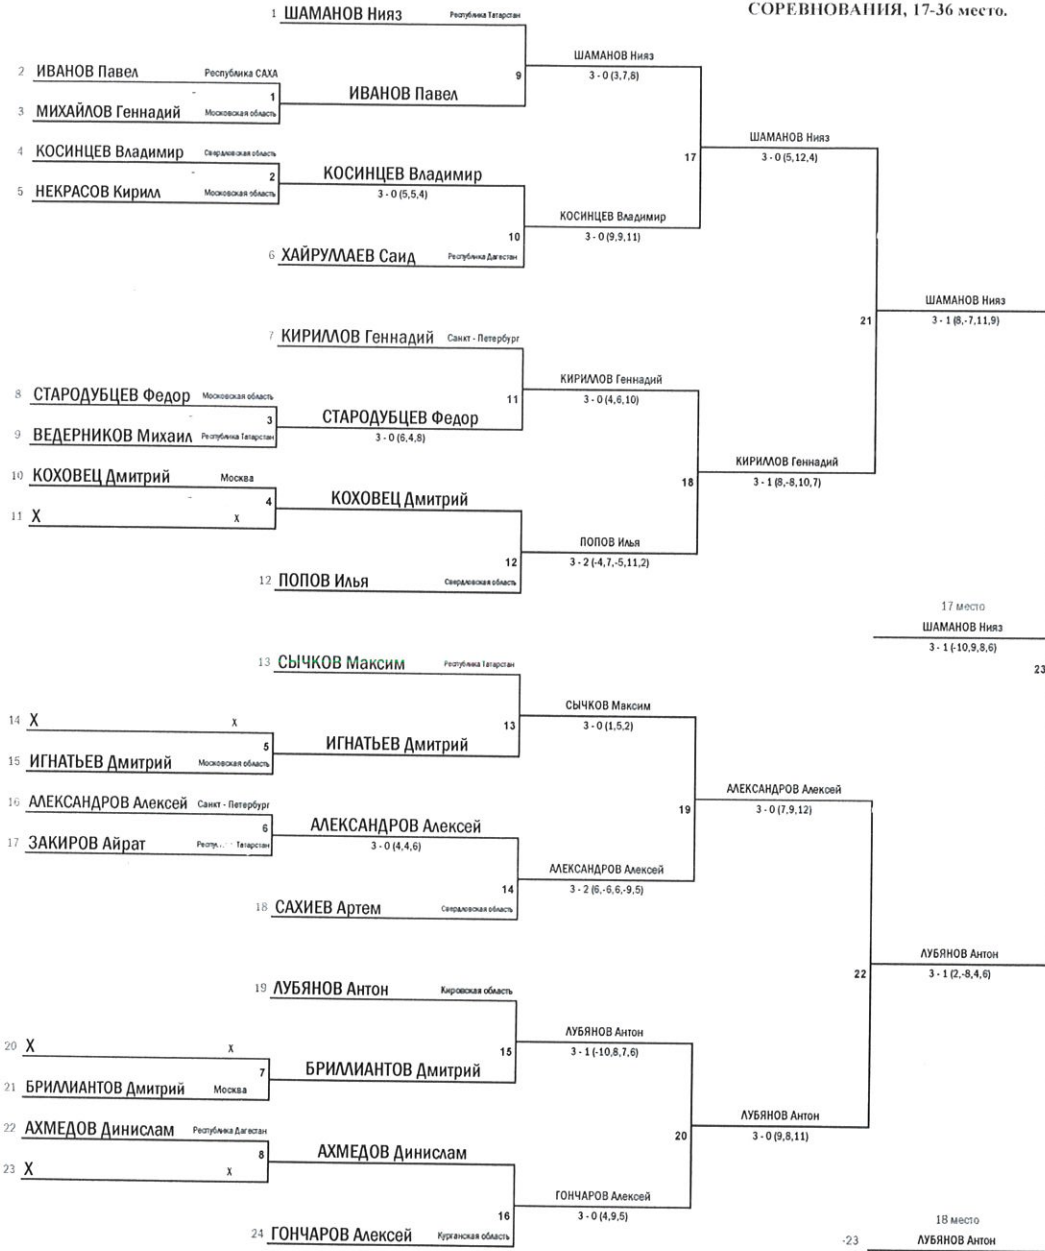 СОРЕВНОВАНИЯ, 17-36 место.
1 ШАМАНОВ Нияз Республика Татарстан
ШАМАНОВ Нияз
9 3 - 0 (3,7,8)
2 ИВАНОВ Павел Республика САХА
1 ИВАНОВ Павел
3 МИХАЙЛОВ Геннадий Московская область
ШАМАНОВ Нияз
17 3 - 0 (5,12,4)
4 КОСИНЦЕВ Владимир Свердловская область
2 КОСИНЦЕВ Владимир
3 - 0 (5,5,4)
5 НЕКРАСОВ Кирилл Московская область
КОСИНЦЕВ Владимир
10 3 - 0 (9,9,11)
6 ХАЙРУЛЛАЕВ Саид Республика Дагестан
ШАМАНОВ Нияз
21 3 - 1 (8,-7,11,9)
7 КИРИЛЛОВ Геннадий Санкт - Петербург
КИРИЛЛОВ Геннадий
11 3 - 0 (4,6,10)
8 СТАРОДУБЦЕВ Федор Московская область
3 СТАРОДУБЦЕВ Федор
3 - 0 (6,4,8)
9 ВЕДЕРНИКОВ Михаил Республика Татарстан
КИРИЛЛОВ Геннадий
18 3 - 1 (8,-8,10,7)
10 КОХОВЕЦ Дмитрий Москва
4 КОХОВЕЦ Дмитрий
11 X X
ПОПОВ Илья
12 3 - 2 (-4,7,-5,11,2)
12 ПОПОВ Илья Свердловская область
17 место
ШАМАНОВ Нияз
3 - 1 (-10,9,8,6)
23
13 СЫЧКОВ Максим Республика Татарстан
СЫЧКОВ Максим
13 3 - 0 (1,5,2)
14 X X
5 ИГНАТЬЕВ Дмитрий
15 ИГНАТЬЕВ Дмитрий Московская область
АЛЕКСАНДРОВ Алексей
19 3 - 0 (7,9,12)
16 АЛЕКСАНДРОВ Алексей Санкт - Петербург
6 АЛЕКСАНДРОВ Алексей
3 - 0 (4,4,6)
17 ЗАКИРОВ Айрат Татарстан
АЛЕКСАНДРОВ Алексей
14 3 - 2 (6,-6,6,-9,5)
18 САХИЕВ Артем Свердловская область
ЛУБЯНОВ Антон
22 3 - 1 (2,-8,4,6)
19 ЛУБЯНОВ Антон Кировская область
ЛУБЯНОВ Антон
15 3 - 1 (-10,8,7,6)
20 X X
7 БРИЛЛИАНТОВ Дмитрий
21 БРИЛЛИАНТОВ Дмитрий Москва
ЛУБЯНОВ Антон
20 3 - 0 (9,8,11)
22 АХМЕДОВ Динислам Республика Дагестан
8 АХМЕДОВ Динислам
23 X X
ГОНЧАРОВ Алексей
16 3 - 0 (4,9,5)
24 ГОНЧАРОВ Алексей Курганская область
18 место
-23 ЛУБЯНОВ Антон